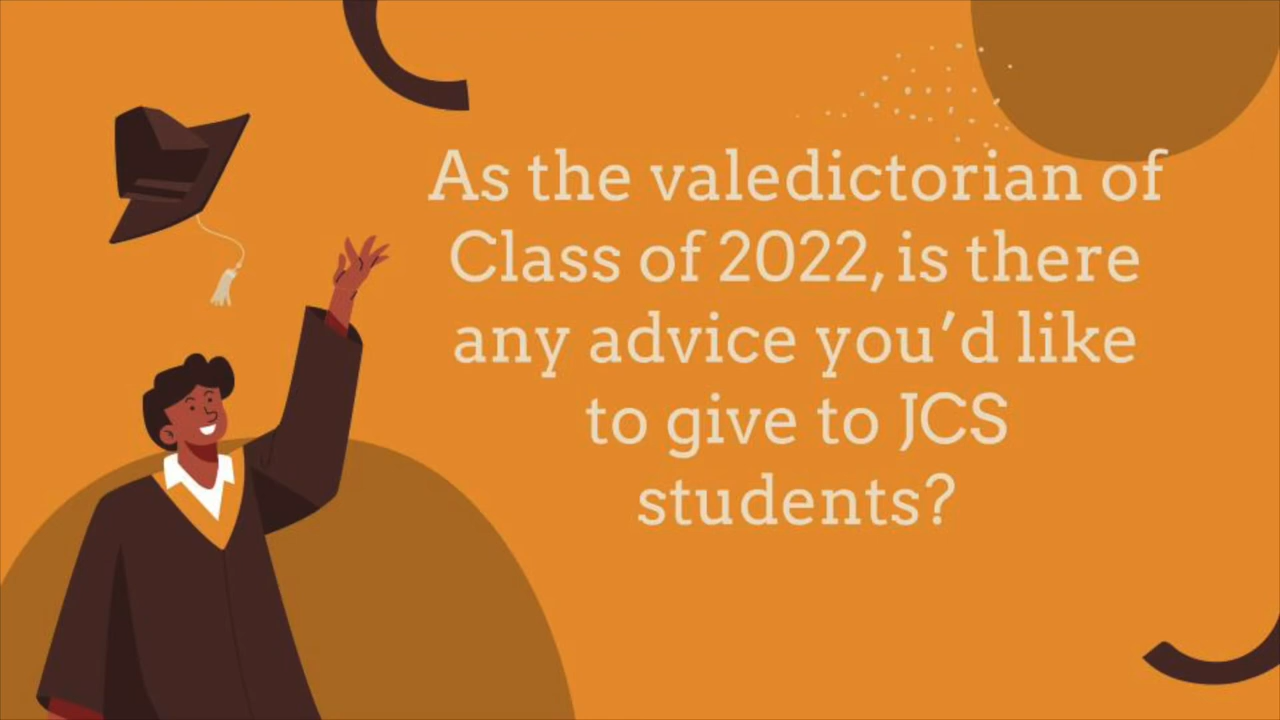 As the valedictorian of
Class of 2022, is there
any advice you’d like
to give to JCS
students?